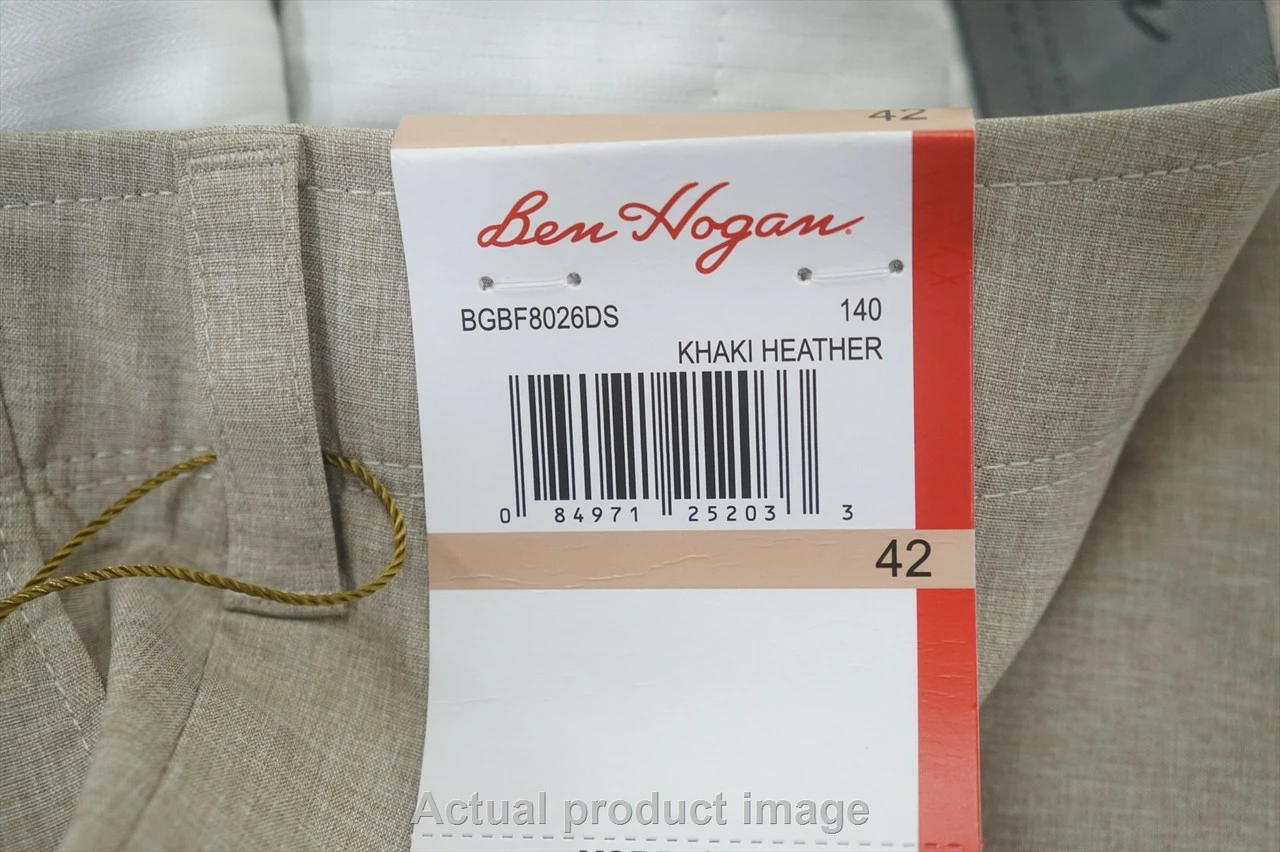 42
Ben Hogan
BGBF8026DS 140
KHAKI HEATHER
0 84971 25203 3
42
Actual product image